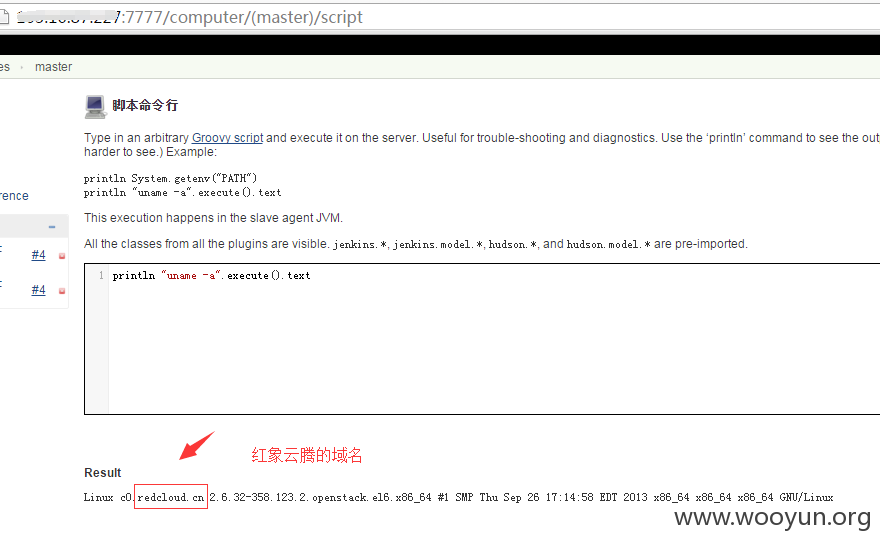 :7777/computer/(master)/script
es master
脚本命令行
Type in an arbitrary Groovy script and execute it on the server. Useful for trouble-shooting and diagnostics. Use the ‘println’ command to see the out
harder to see.) Example:
println System.getenv("PATH")
println "uname -a".execute().text
rence
This execution happens in the slave agent JVM.
All the classes from all the plugins are visible. jenkins.*, jenkins.model.*, hudson.*, and hudson.model.* are pre-imported.
#4
#4
1 println "uname -a".execute().text
红象云腾的域名
Result
Linux c0.redcloud.cn 2.6.32-358.123.2.openstack.el6.x86_64 #1 SMP Thu Sep 26 17:14:58 EDT 2013 x86_64 x86_64 x86_64 GNU/Linux
www.wooyun.org